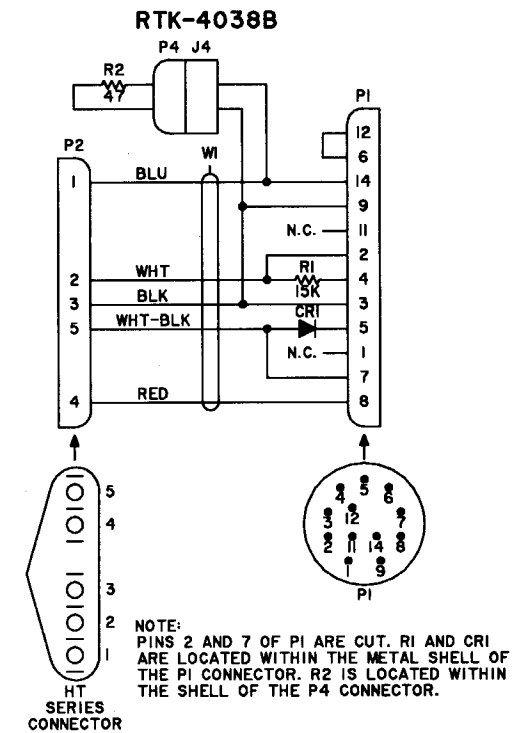 RTK-4038B
P4 J4
R2
47
P1
P2
W1
12
6
1 BLU 14
9
N.C. 11
2
2 WHT R1 4
15K
3 BLK 3
CR1
5 WHT-BLK 5
N.C. 1
7
4 RED 8
5
4
3
2
1
HT
SERIES
CONNECTOR
5
4 6
3 12 7
2 11 14 8
1 9
P1
NOTE:
PINS 2 AND 7 OF P1 ARE CUT. R1 AND CR1
ARE LOCATED WITHIN THE METAL SHELL OF
THE P1 CONNECTOR. R2 IS LOCATED WITHIN
THE SHELL OF THE P4 CONNECTOR.